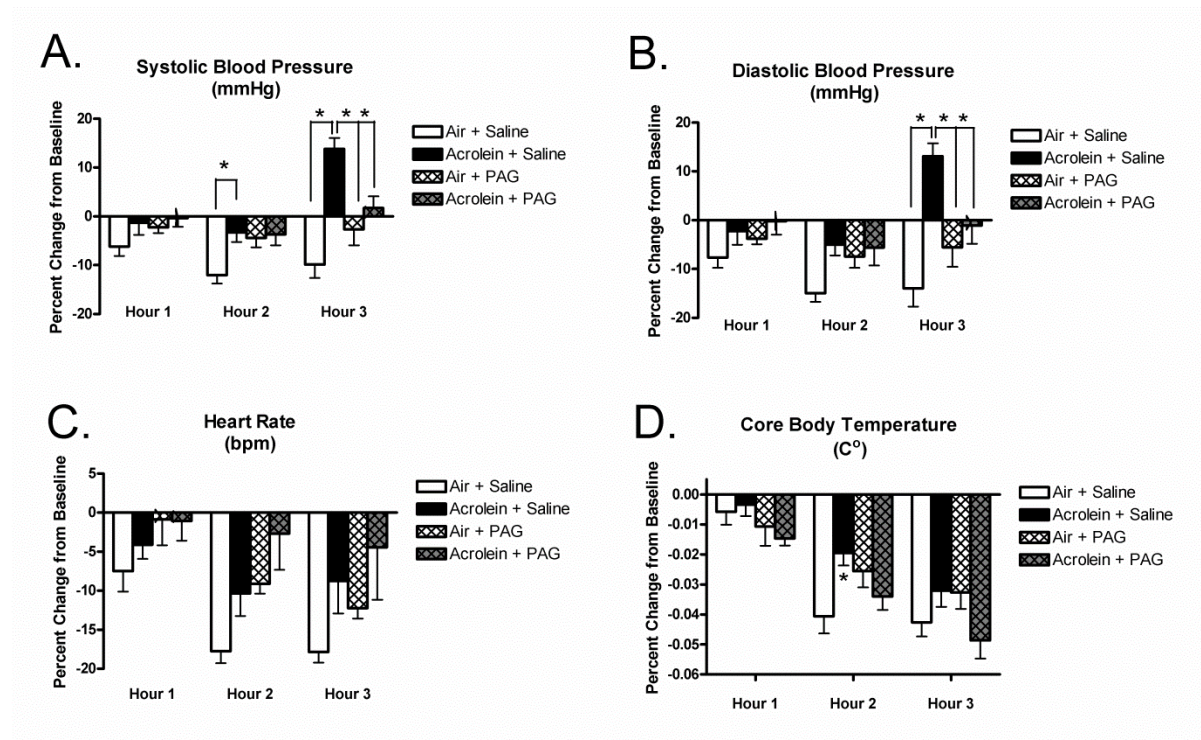 A.
Systolic Blood Pressure
(mmHg)
Percent Change from Baseline
20
10
0
-10
-20
*
* * *
Hour 1 Hour 2 Hour 3
Air + Saline
Acrolein + Saline
Air + PAG
Acrolein + PAG
B.
Diastolic Blood Pressure
(mmHg)
Percent Change from Baseline
20
10
0
-10
-20
* * *
Hour 1 Hour 2 Hour 3
Air + Saline
Acrolein + Saline
Air + PAG
Acrolein + PAG
C.
Heart Rate
(bpm)
Percent Change from Baseline
5
0
-5
-10
-15
-20
Hour 1 Hour 2 Hour 3
Air + Saline
Acrolein + Saline
Air + PAG
Acrolein + PAG
D.
Core Body Temperature
(Cº)
Percent Change from Baseline
0.00
-0.01
-0.02
-0.03
-0.04
-0.05
-0.06
*
Hour 1 Hour 2 Hour 3
Air + Saline
Acrolein + Saline
Air + PAG
Acrolein + PAG